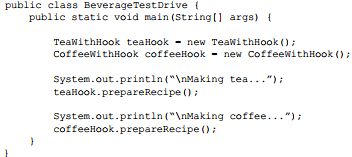 public class BeverageTestDrive {
public static void main(String[] args) {
TeaWithHook teaHook = new TeaWithHook();
CoffeeWithHook coffeeHook = new CoffeeWithHook();
System.out.println(“\nMaking tea...”);
teaHook.prepareRecipe();
System.out.println(“\nMaking coffee...”);
coffeeHook.prepareRecipe();
}
}